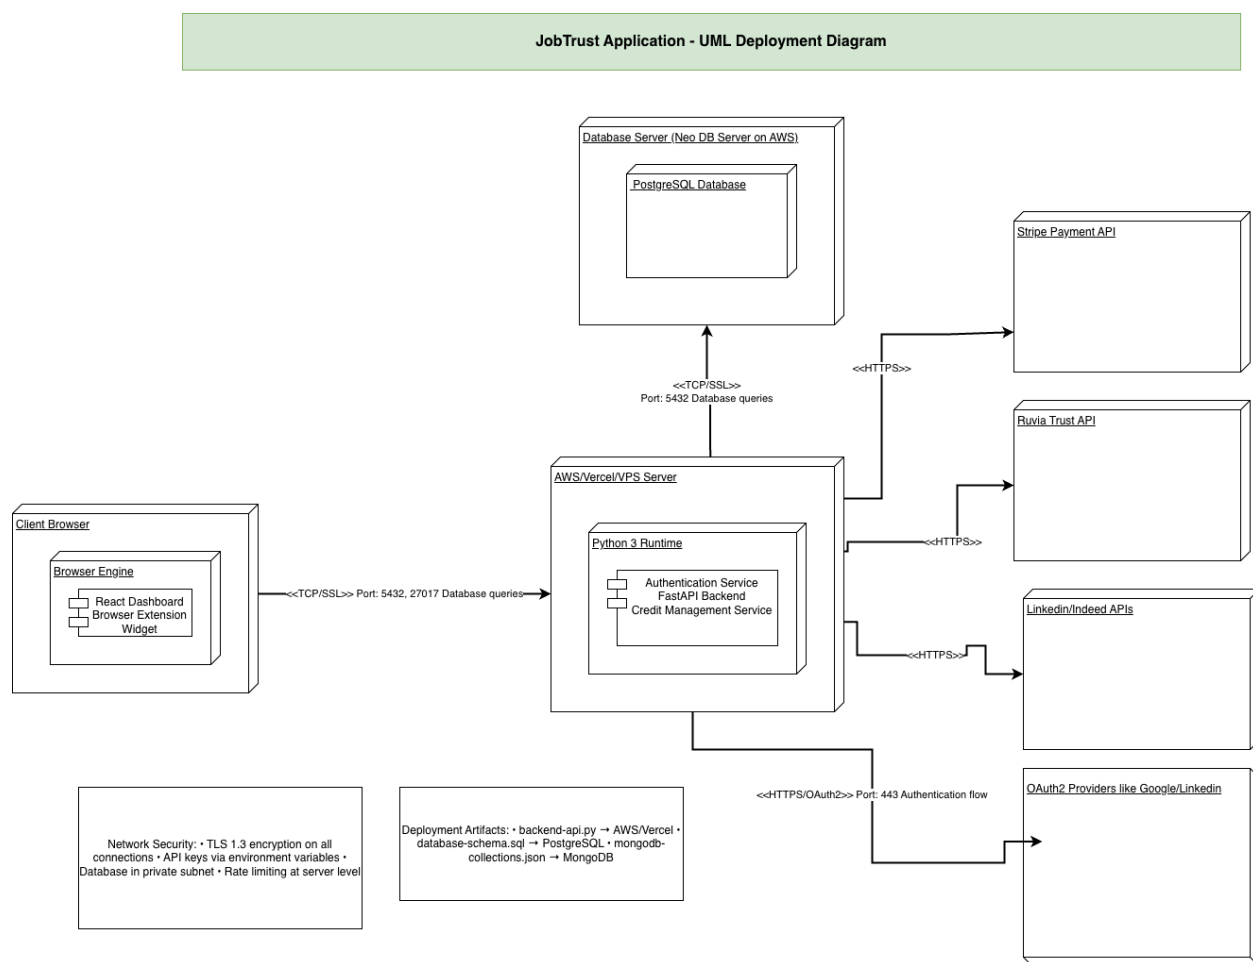 JobTrust Application - UML Deployment Diagram
Database Server (Neo DB Server on AWS)
PostgreSQL Database
Stripe Payment API
<<HTTPS>>
<<TCP/SSL>>
Port: 5432 Database queries
Ruvia Trust API
AWS/Vercel/VPS Server
Client Browser
Python 3 Runtime
<<HTTPS>>
Browser Engine
Authentication Service
FastAPI Backend
Credit Management Service
React Dashboard
Browser Extension
Widget
<<TCP/SSL>> Port: 5432, 27017 Database queries
Linkedin/Indeed APIs
<<HTTPS>>
OAuth2 Providers like Google/Linkedin
<<HTTPS/OAuth2>> Port: 443 Authentication flow
Network Security: • TLS 1.3 encryption on all
connections • API keys via environment variables •
Database in private subnet • Rate limiting at server level
Deployment Artifacts: • backend-api.py → AWS/Vercel •
database-schema.sql → PostgreSQL • mongodb-
collections.json → MongoDB